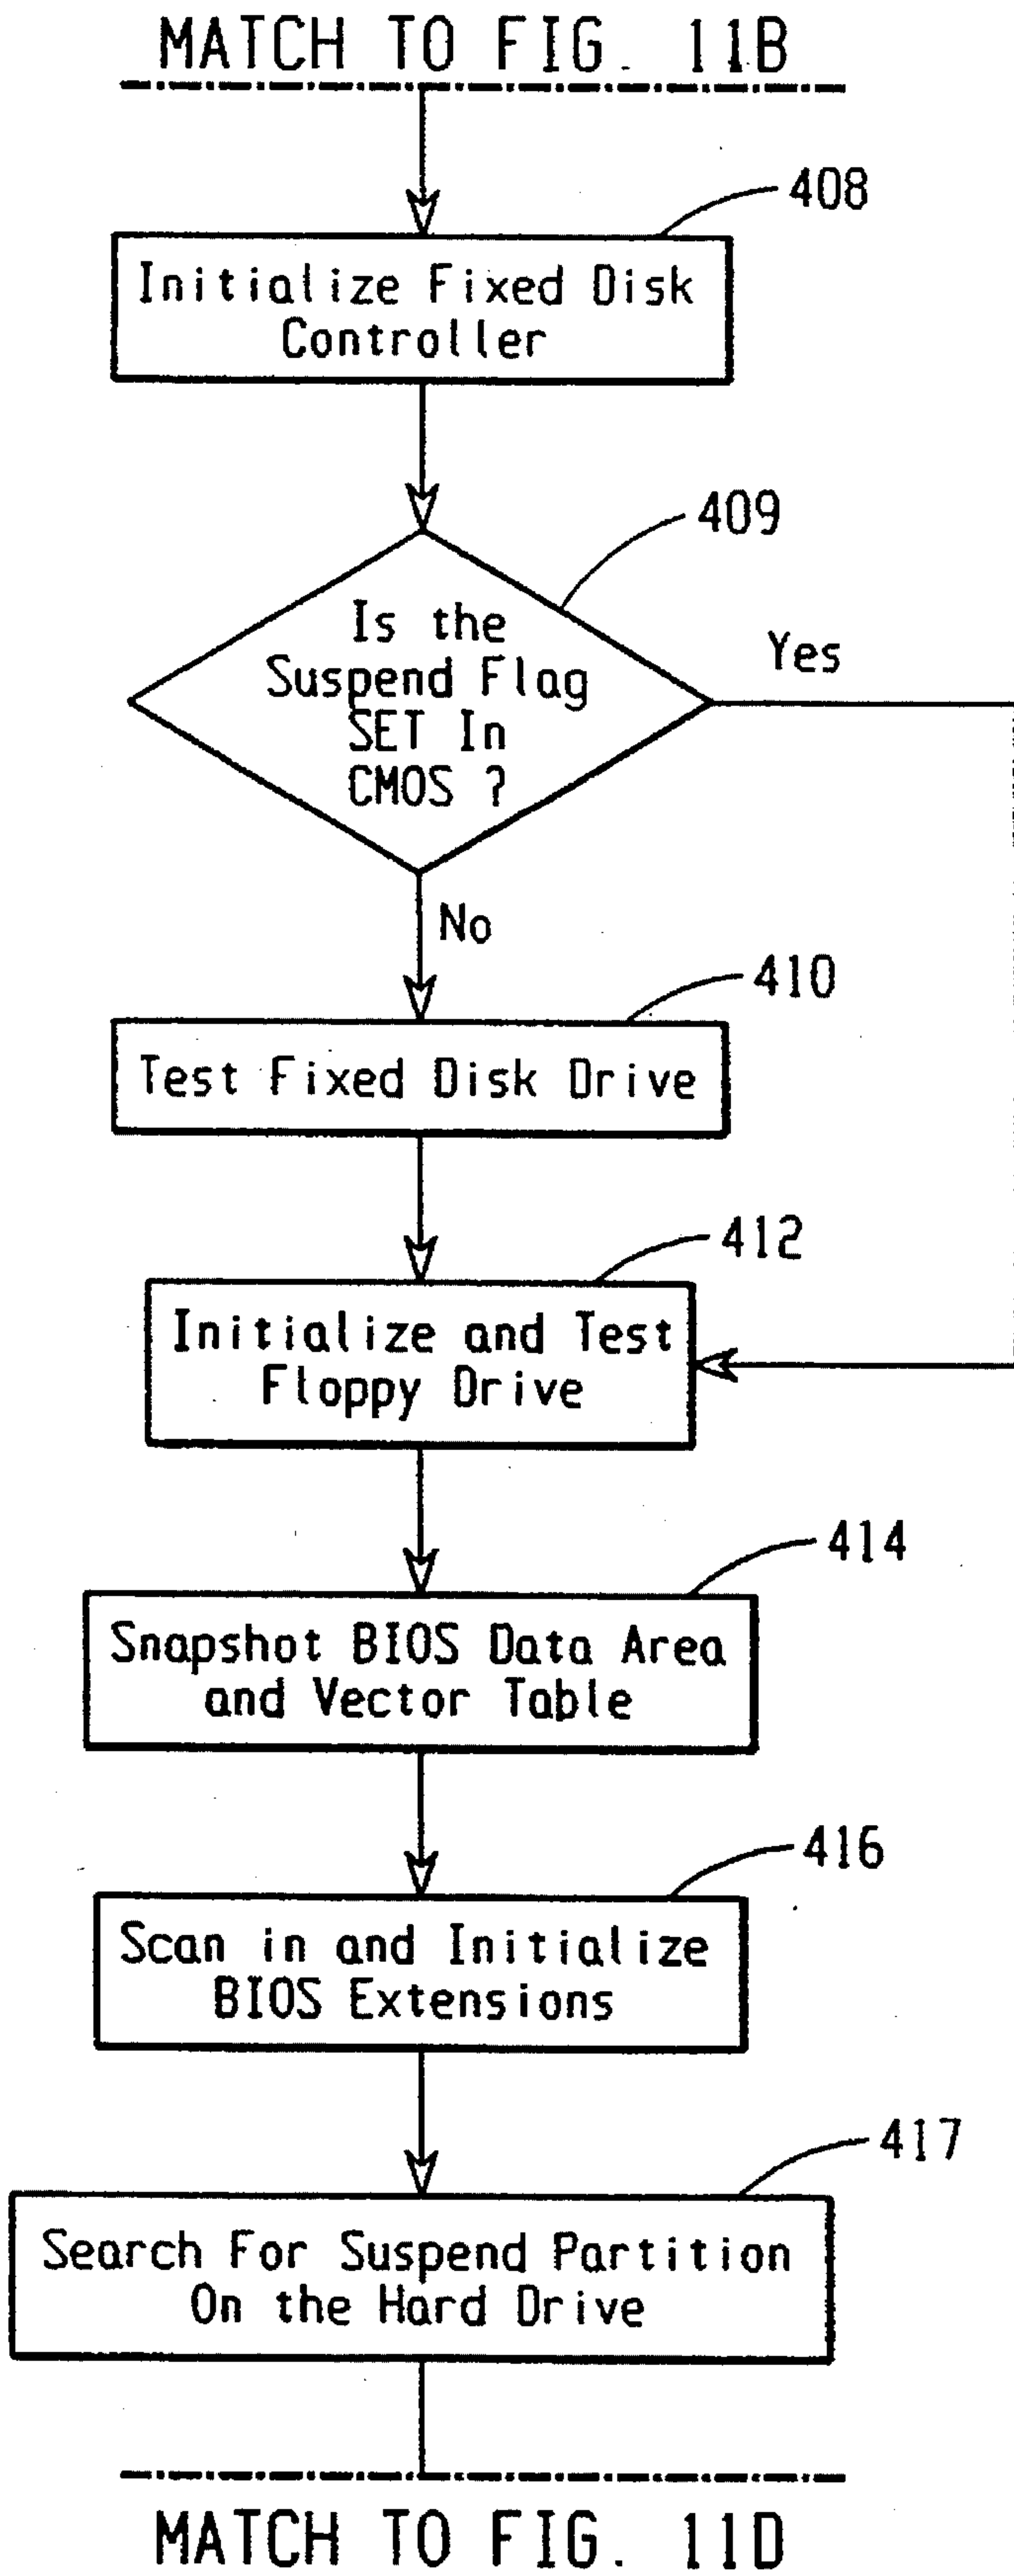 MATCH TO FIG. 11B
408
Initialize Fixed Disk
Controller
409
Is the
Suspend Flag
SET In
CMOS ?
Yes
No
410
Test Fixed Disk Drive
412
Initialize and Test
Floppy Drive
414
Snapshot BIOS Data Area
and Vector Table
416
Scan in and Initialize
BIOS Extensions
417
Search For Suspend Partition
On the Hard Drive
MATCH TO FIG. 11D